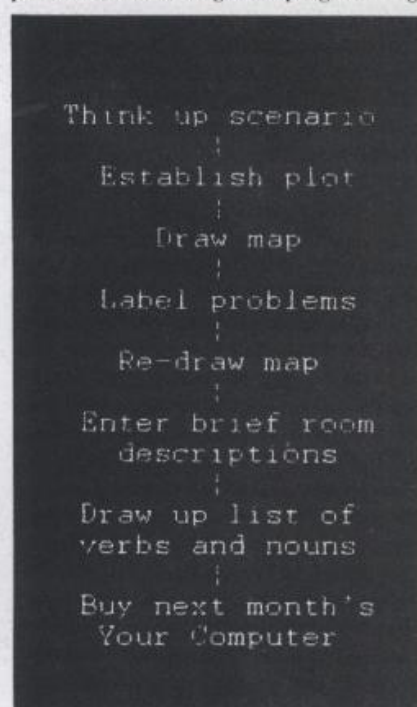 Think up scenario
Establish plot
Draw map
Label problems
Re-draw map
Enter brief room
descriptions
Draw up list of
verbs and nouns
Buy next month's
Your Computer